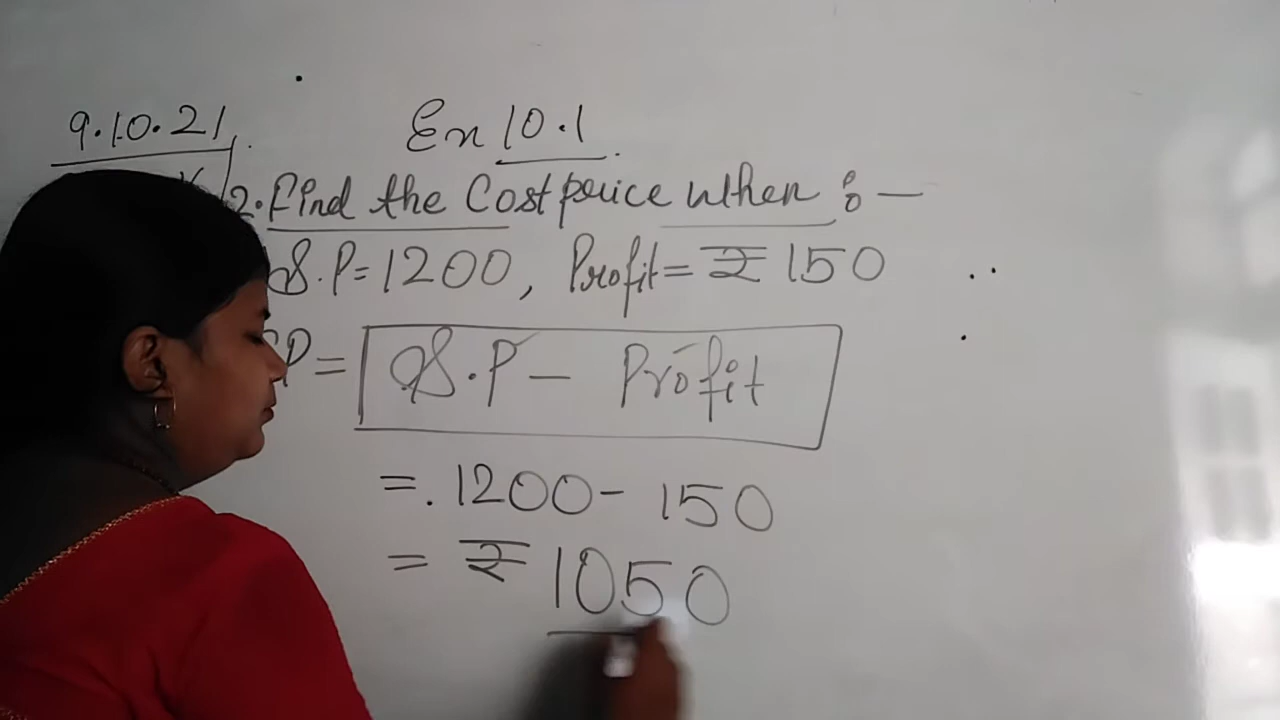 9.10.21
Ex 10.1
2. Find the Cost price when :-
S.P = 1200, Profit = ₹ 150
CP = S.P - Profit
= 1200 - 150
= ₹ 1050